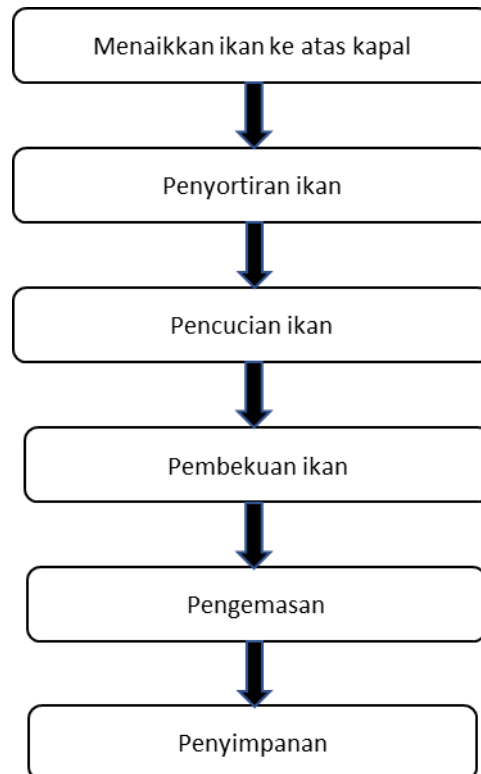 Menaikkan ikan ke atas kapal
Penyortiran ikan
Pencucian ikan
Pembekuan ikan
Pengemasan
Penyimpanan